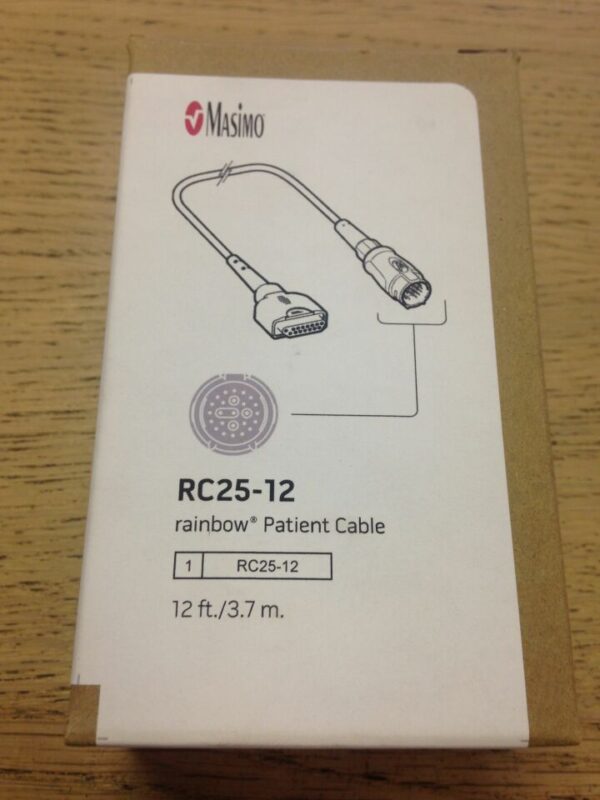 Masimo
RC25-12
rainbow® Patient Cable
1 RC25-12
12 ft./3.7 m.